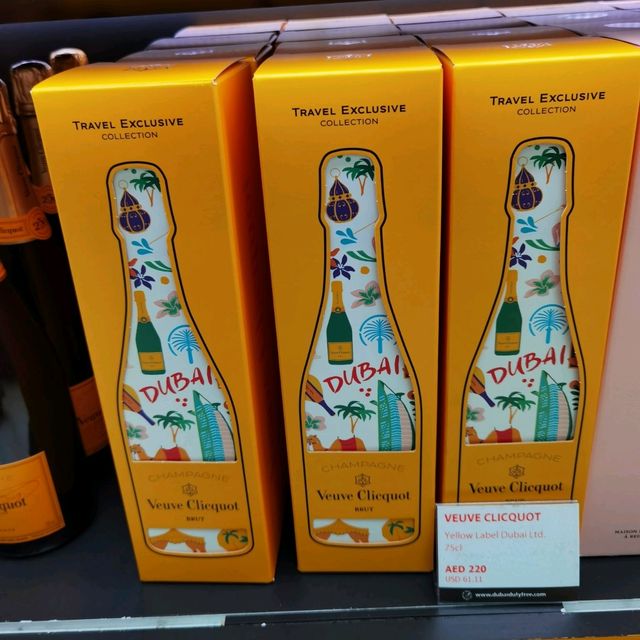 TRAVEL EXCLUSIVE
COLLECTION
DUBAI
CHAMPAGNE
Veuve Clicquot
BRUT
TRAVEL EXCLUSIVE
COLLECTION
DUBAI
CHAMPAGNE
Veuve Clicquot
BRUT
TRAVEL EXCLUSIVE
COLLECTION
DUBAI
CHAMPAGNE
Veuve Clicquot
VEUVE CLICQUOT
Yellow Label Dubai Ltd.
75cl
AED 220
USD 61.11
www.dubaidutyfree.com
MAISON